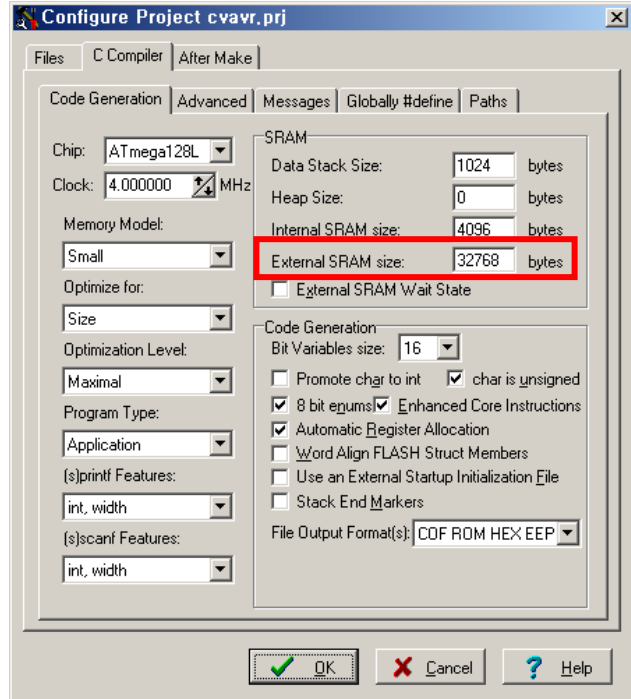 Configure Project cvavr.prj
Files C Compiler After Make
Code Generation Advanced Messages Globally #define Paths
Chip: ATmega128L
Clock: 4.000000 MHz
Memory Model:
Small
Optimize for:
Size
Optimization Level:
Maximal
Program Type:
Application
(s)printf Features:
int, width
(s)scanf Features:
int, width
SRAM
Data Stack Size: 1024 bytes
Heap Size: 0 bytes
Internal SRAM size: 4096 bytes
External SRAM size: 32768 bytes
External SRAM Wait State
Code Generation
Bit Variables size: 16
Promote char to int char is unsigned
8 bit enums Enhanced Core Instructions
Automatic Register Allocation
Word Align FLASH Struct Members
Use an External Startup Initialization File
Stack End Markers
File Output Format(s): COF ROM HEX EEP
OK Cancel ? Help